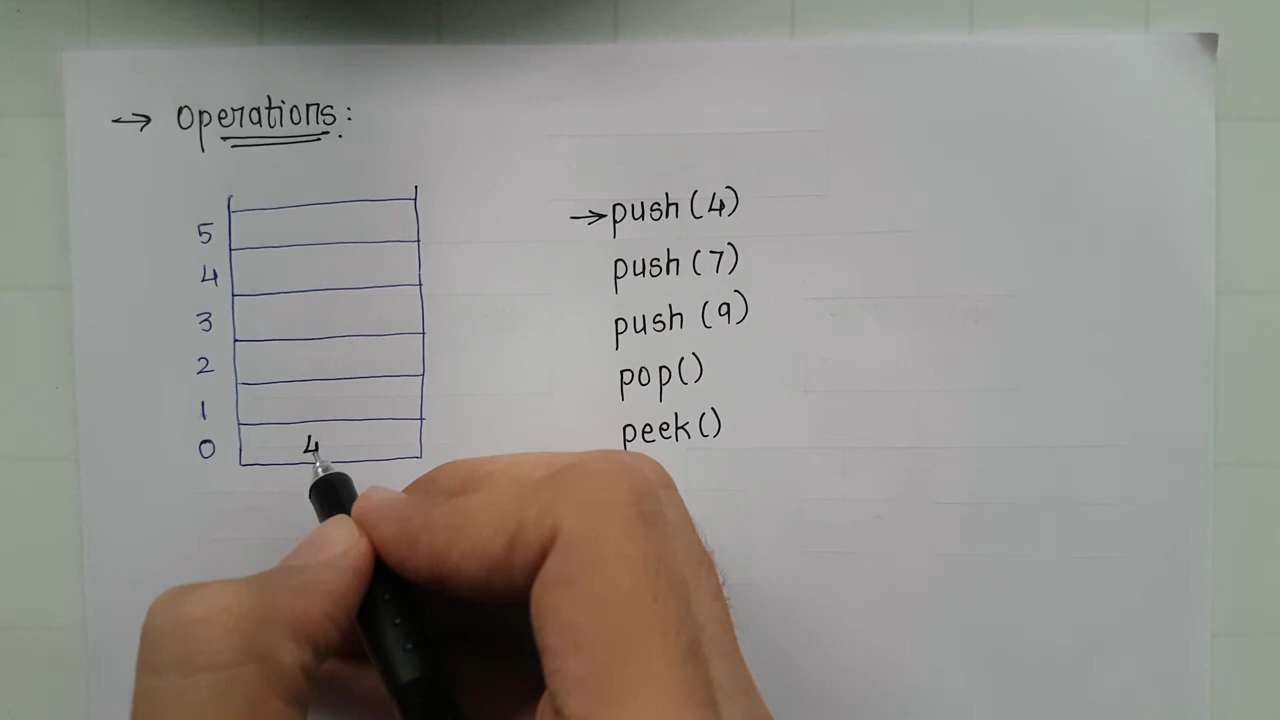 → Operations:
→ push(4)
push(7)
push(9)
pop()
peek()
5
4
3
2
1
0 4